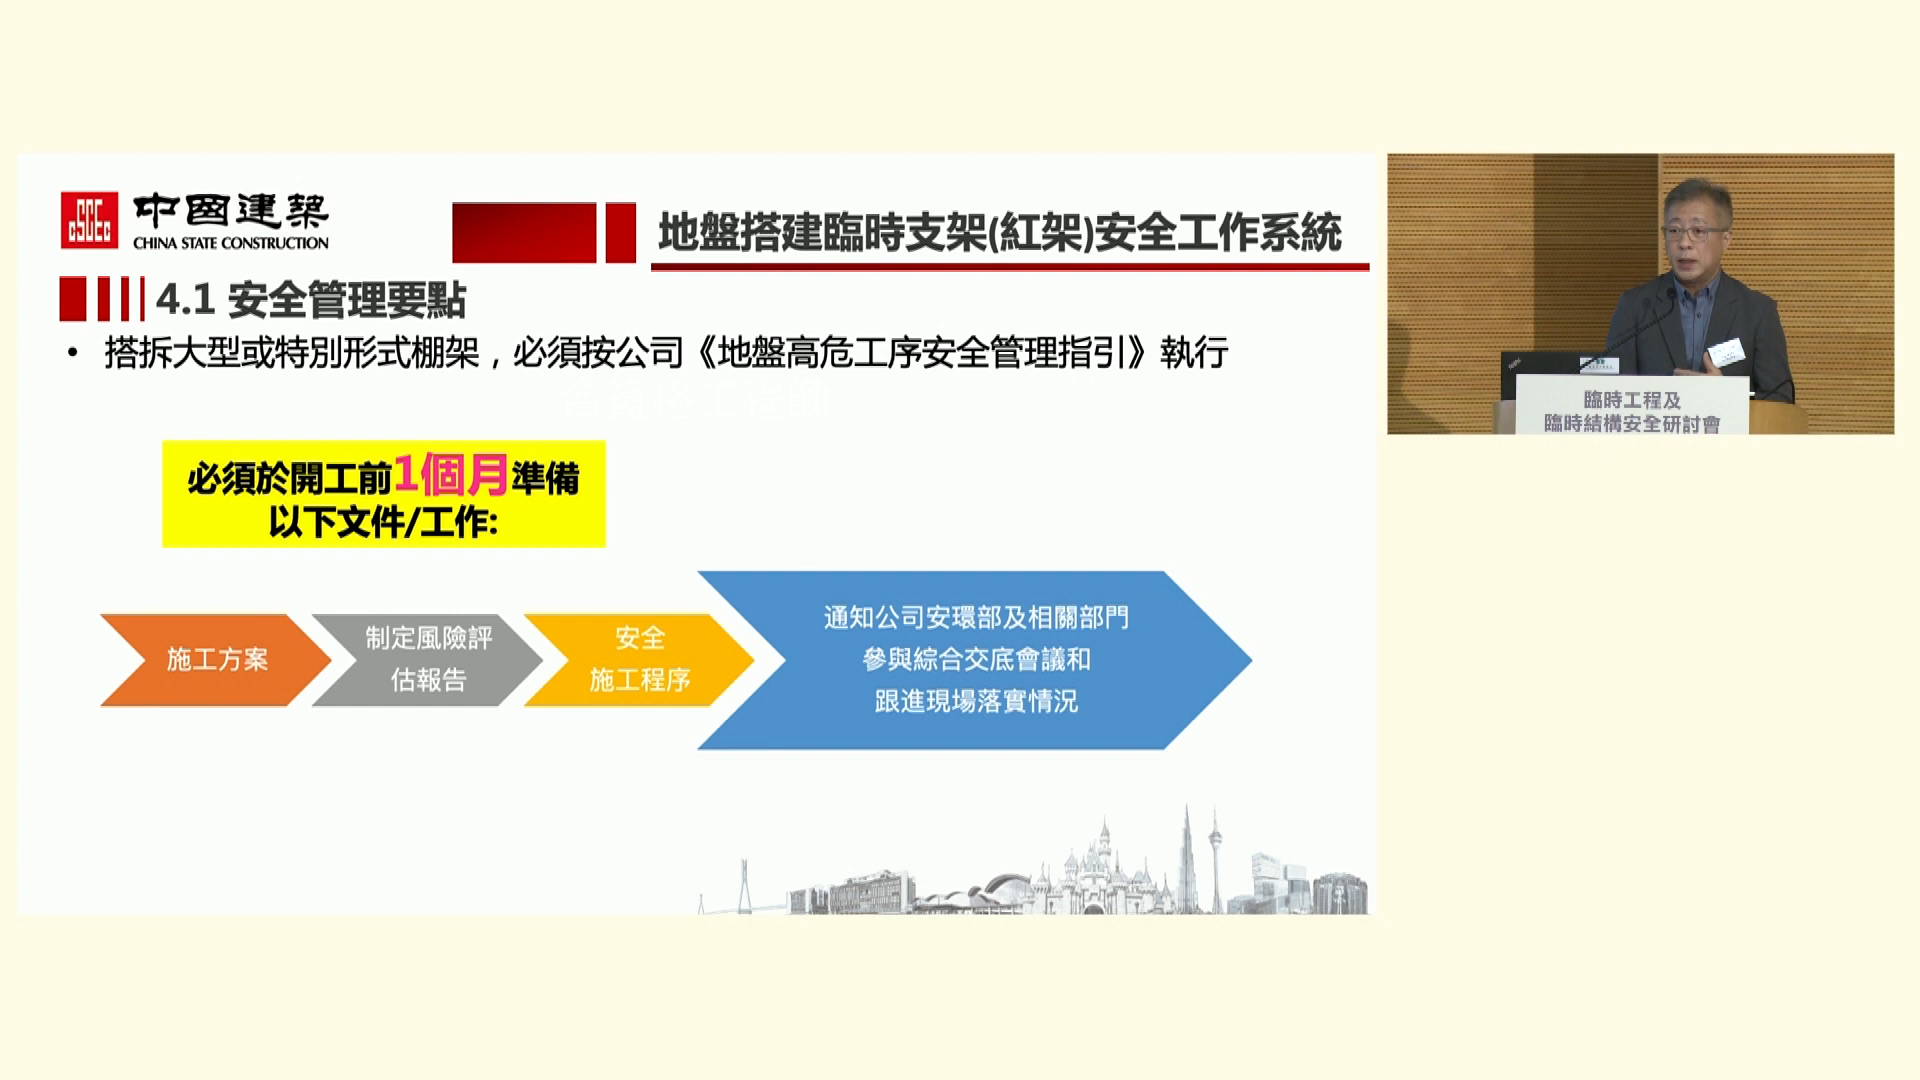 中國建築
CHINA STATE CONSTRUCTION
地盤搭建臨時支架(紅架)安全工作系統
4.1 安全管理要點
• 搭拆大型或特別形式棚架，必須按公司《地盤高危工序安全管理指引》執行
必須於開工前1個月準備
以下文件/工作:
施工方案
制定風險評
估報告
安全
施工程序
通知公司安環部及相關部門
參與綜合交底會議和
跟進現場落實情況
臨時工程及
臨時結構安全研討會